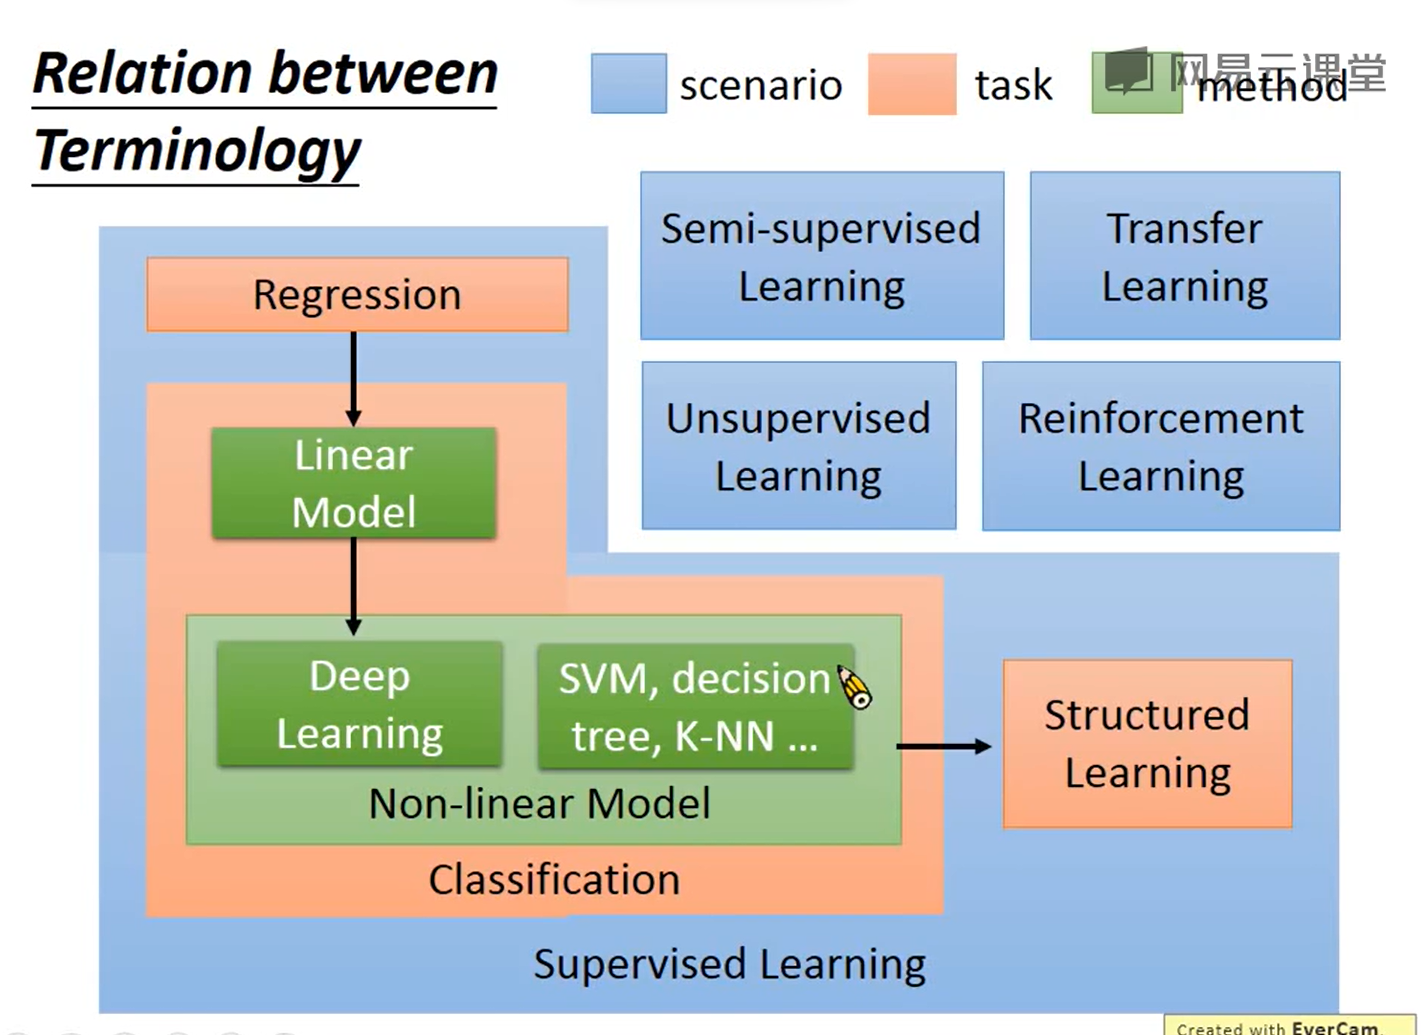 Relation between
Terminology
scenario
task
method
网易云课堂
Semi-supervised
Learning
Transfer
Learning
Regression
Unsupervised
Learning
Reinforcement
Learning
Linear
Model
Deep
Learning
SVM, decision
tree, K-NN ...
Non-linear Model
Structured
Learning
Classification
Supervised Learning
Created with EverCam.